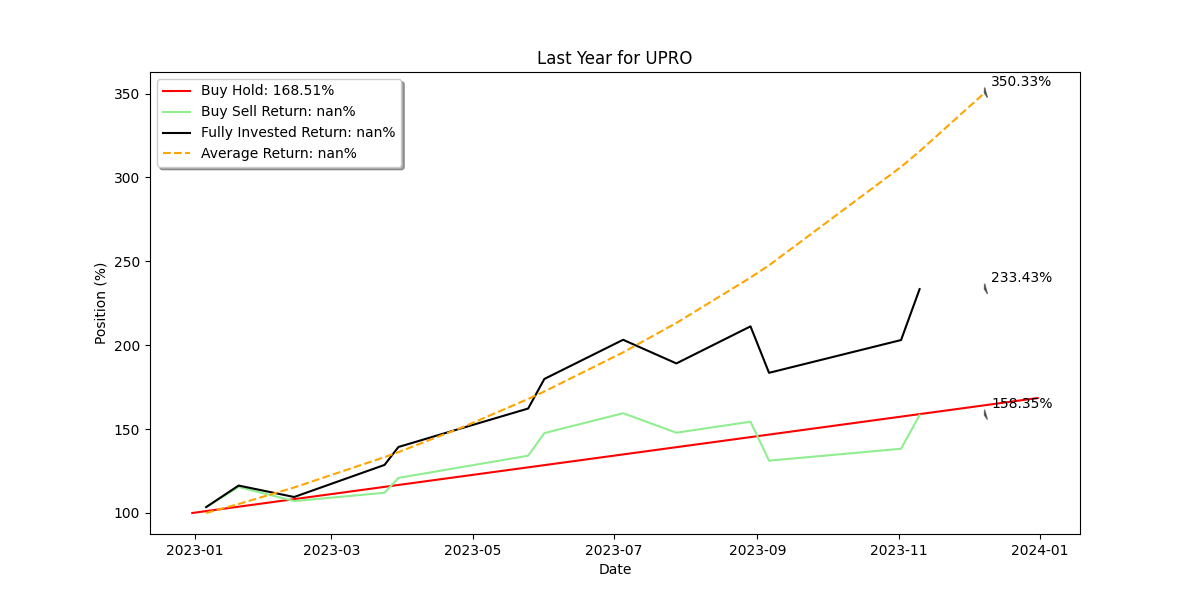 Last Year for UPRO
Buy Hold: 168.51%
Buy Sell Return: nan%
Fully Invested Return: nan%
Average Return: nan%
350.33%
233.43%
158.35%
350
300
250
200
150
100
Position (%)
2023-01 2023-03 2023-05 2023-07 2023-09 2023-11 2024-01
Date